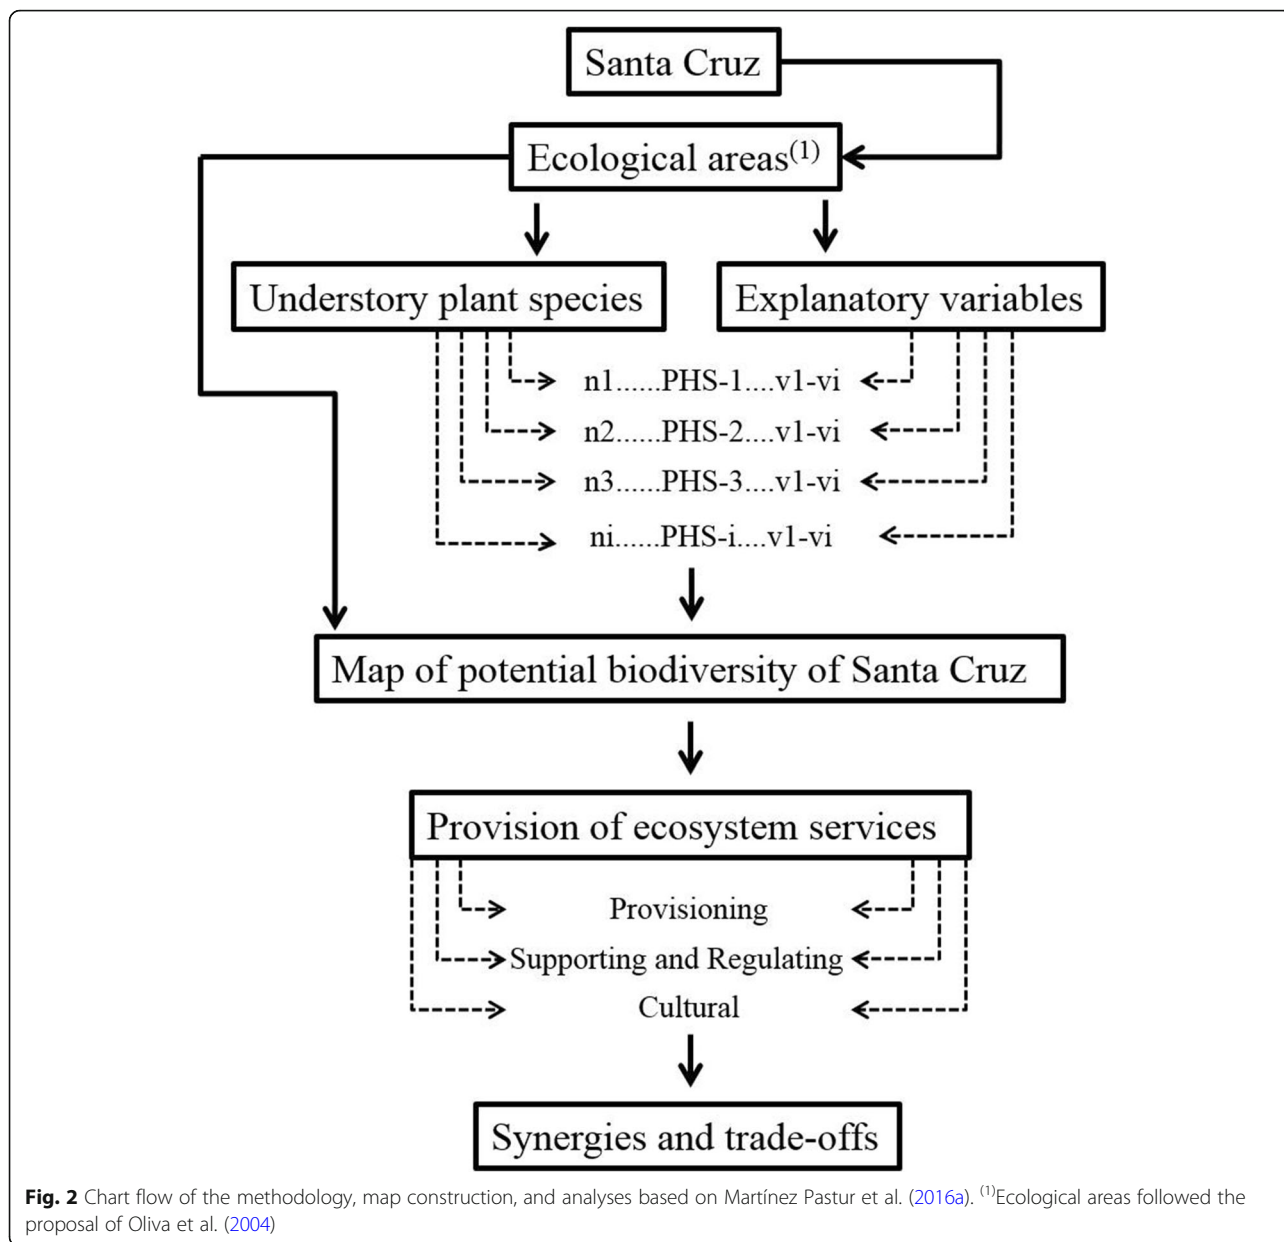 Santa Cruz
Ecological areas(1)
Understory plant species
Explanatory variables
n1......PHS-1....v1-vi
n2......PHS-2....v1-vi
n3......PHS-3....v1-vi
ni......PHS-i....v1-vi
Map of potential biodiversity of Santa Cruz
Provision of ecosystem services
Provisioning
Supporting and Regulating
Cultural
Synergies and trade-offs
Fig. 2 Chart flow of the methodology, map construction, and analyses based on Martínez Pastur et al. (2016a). (1)Ecological areas followed the
proposal of Oliva et al. (2004)